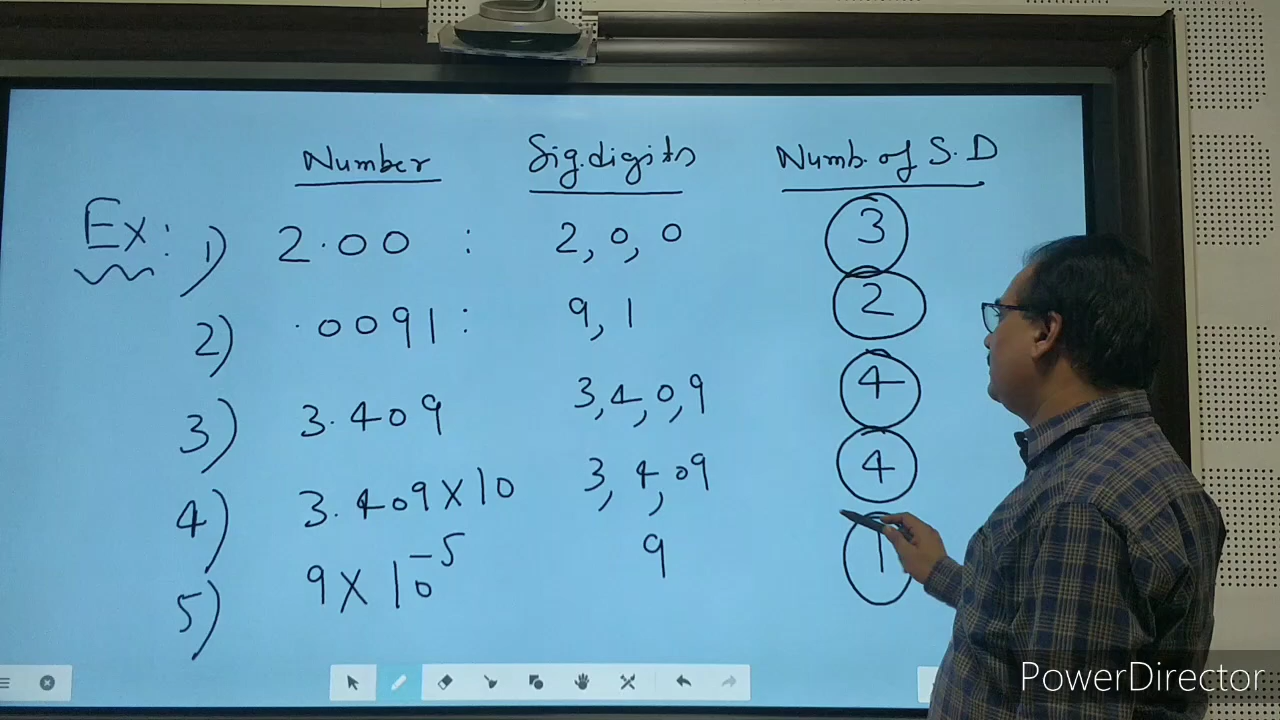 Number Sig.digits Numb. of S.D
Ex: 1) 2.00 : 2, 0, 0 3
2) .0091 : 9, 1 2
3) 3.409 3, 4, 0, 9 4
4) 3.409 X 10 3, 4, 09 4
5) 9 X 10⁻⁵ 9 1
PowerDirector